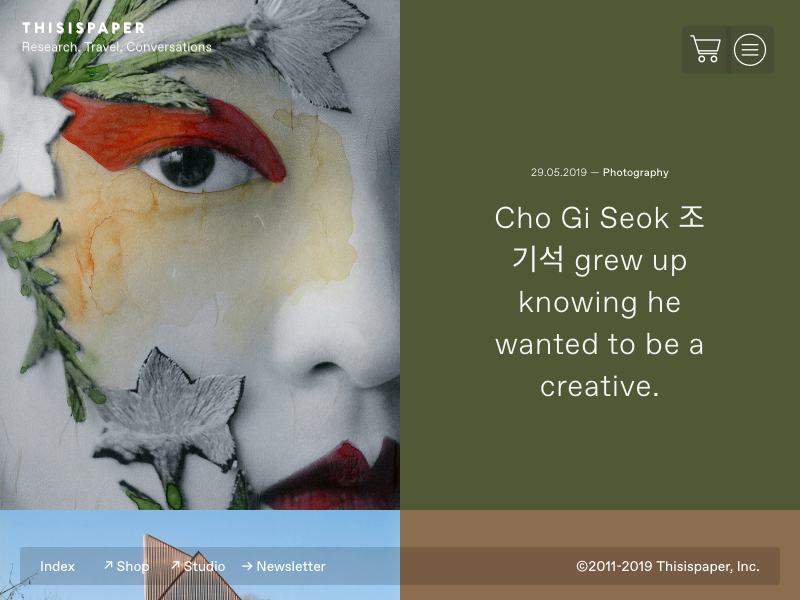 THISISPAPER
Research, Travel, Conversations
29.05.2019 — Photography
Cho Gi Seok 조
기석 grew up
knowing he
wanted to be a
creative.
Index ↗ Shop ↗ Studio → Newsletter ©2011-2019 Thisispaper, Inc.